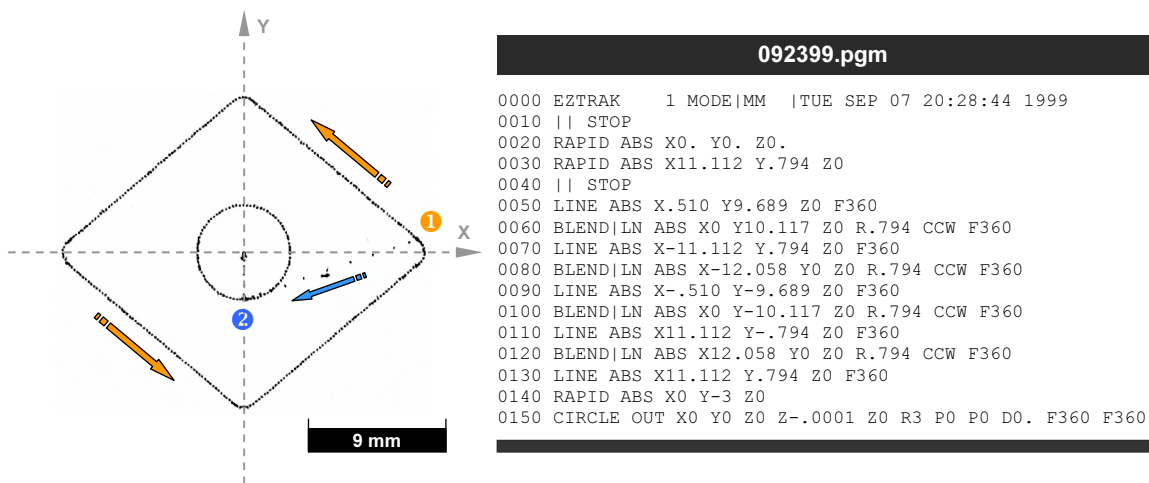 Y
1
X
2
9 mm
092399.pgm
0000 EZTRAK    1 MODE|MM  |TUE SEP 07 20:28:44 1999
0010 || STOP
0020 RAPID ABS X0. Y0. Z0.
0030 RAPID ABS X11.112 Y.794 Z0
0040 || STOP
0050 LINE ABS X.510 Y9.689 Z0 F360
0060 BLEND|LN ABS X0 Y10.117 Z0 R.794 CCW F360
0070 LINE ABS X-11.112 Y.794 Z0 F360
0080 BLEND|LN ABS X-12.058 Y0 Z0 R.794 CCW F360
0090 LINE ABS X-.510 Y-9.689 Z0 F360
0100 BLEND|LN ABS X0 Y-10.117 Z0 R.794 CCW F360
0110 LINE ABS X11.112 Y-.794 Z0 F360
0120 BLEND|LN ABS X12.058 Y0 Z0 R.794 CCW F360
0130 LINE ABS X11.112 Y.794 Z0 F360
0140 RAPID ABS X0 Y-3 Z0
0150 CIRCLE OUT X0 Y0 Z0 Z-.0001 Z0 R3 P0 P0 D0. F360 F360